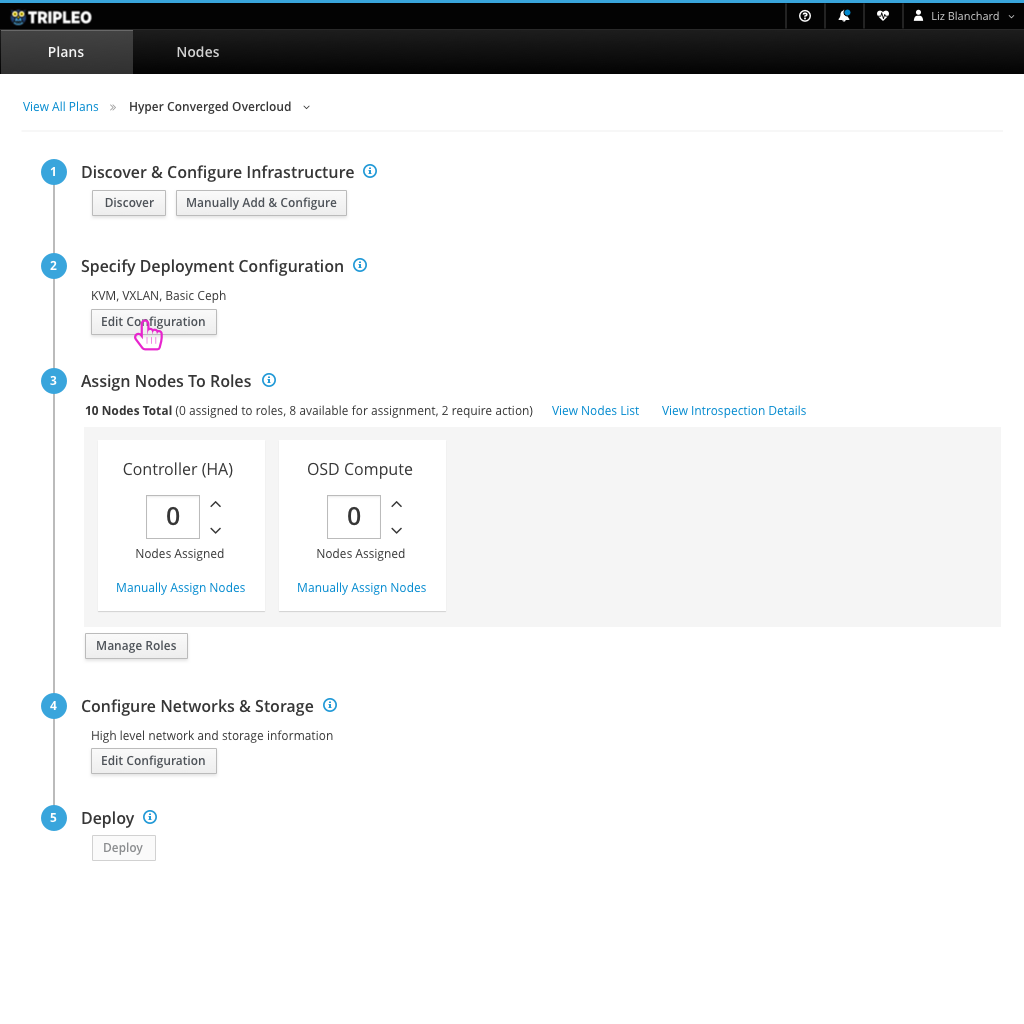 TRIPLEO
Liz Blanchard
Plans Nodes
View All Plans » Hyper Converged Overcloud
1 Discover & Configure Infrastructure
Discover Manually Add & Configure
2 Specify Deployment Configuration
KVM, VXLAN, Basic Ceph
Edit Configuration
3 Assign Nodes To Roles
10 Nodes Total (0 assigned to roles, 8 available for assignment, 2 require action) View Nodes List View Introspection Details
Controller (HA) OSD Compute
0 0
Nodes Assigned Nodes Assigned
Manually Assign Nodes Manually Assign Nodes
Manage Roles
4 Configure Networks & Storage
High level network and storage information
Edit Configuration
5 Deploy
Deploy